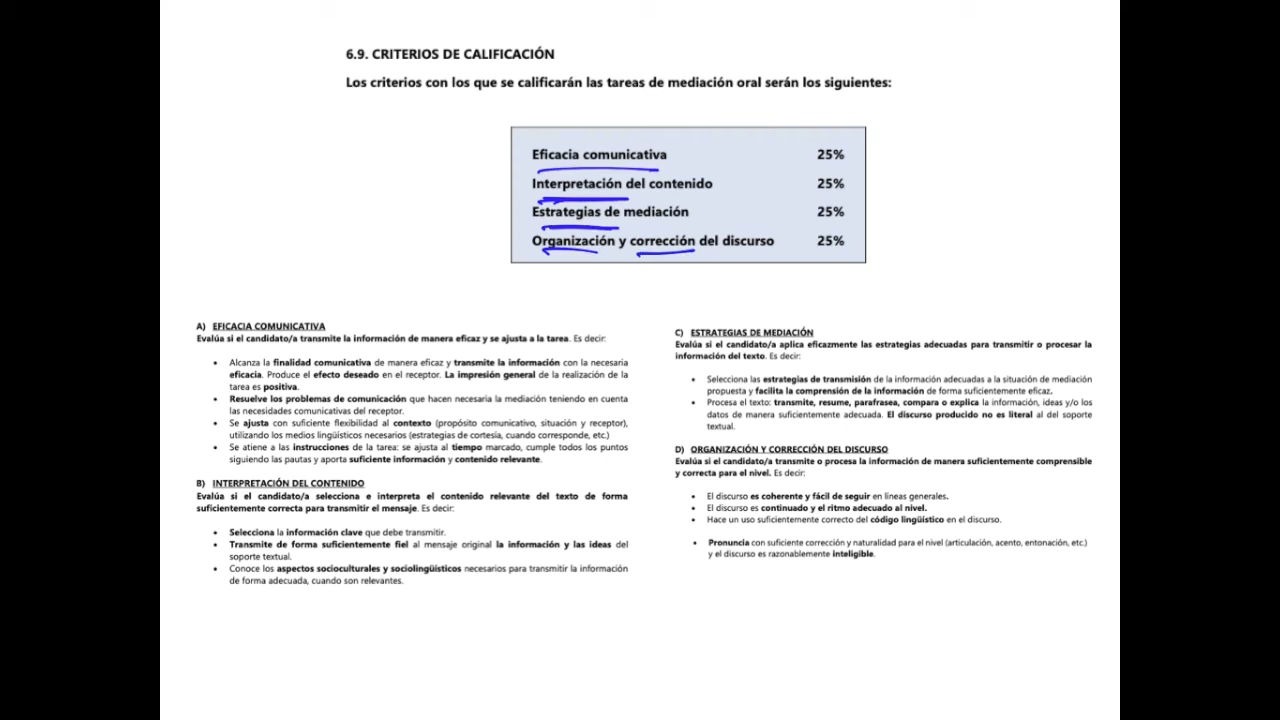 6.9. CRITERIOS DE CALIFICACIÓN
Los criterios con los que se calificarán las tareas de mediación oral serán los siguientes:
Eficacia comunicativa 25%
Interpretación del contenido 25%
Estrategias de mediación 25%
Organización y corrección del discurso 25%
A) EFICACIA COMUNICATIVA
Evalúa si el candidato/a transmite la información de manera eficaz y se ajusta a la tarea. Es decir:
• Alcanza la finalidad comunicativa de manera eficaz y transmite la información con la necesaria
eficacia. Produce el efecto deseado en el receptor. La impresión general de la realización de la
tarea es positiva.
• Resuelve los problemas de comunicación que hacen necesaria la mediación teniendo en cuenta
las necesidades comunicativas del receptor.
• Se ajusta con suficiente flexibilidad al contexto (propósito comunicativo, situación y receptor),
utilizando los medios lingüísticos necesarios (estrategias de cortesía, cuando corresponde, etc.)
• Se atiene a las instrucciones de la tarea: se ajusta al tiempo marcado, cumple todos los puntos
siguiendo las pautas y aporta suficiente información y contenido relevante.
B) INTERPRETACIÓN DEL CONTENIDO
Evalúa si el candidato/a selecciona e interpreta el contenido relevante del texto de forma
suficientemente correcta para transmitir el mensaje. Es decir:
• Selecciona la información clave que debe transmitir.
• Transmite de forma suficientemente fiel al mensaje original la información y las ideas del
soporte textual.
• Conoce los aspectos socioculturales y sociolingüísticos necesarios para transmitir la información
de forma adecuada, cuando son relevantes.
C) ESTRATEGIAS DE MEDIACIÓN
Evalúa si el candidato/a aplica eficazmente las estrategias adecuadas para transmitir o procesar la
información del texto. Es decir:
• Selecciona las estrategias de transmisión de la información adecuadas a la situación de mediación
propuesta y facilita la comprensión de la información de forma suficientemente eficaz.
• Procesa el texto: transmite, resume, parafrasea, compara o explica la información, ideas y/o los
datos de manera suficientemente adecuada. El discurso producido no es literal al del soporte
textual.
D) ORGANIZACIÓN Y CORRECCIÓN DEL DISCURSO
Evalúa si el candidato/a transmite o procesa la información de manera suficientemente comprensible
y correcta para el nivel. Es decir:
• El discurso es coherente y fácil de seguir en líneas generales.
• El discurso es continuado y el ritmo adecuado al nivel.
• Hace un uso suficientemente correcto del código lingüístico en el discurso.
• Pronuncia con suficiente corrección y naturalidad para el nivel (articulación, acento, entonación, etc.)
y el discurso es razonablemente inteligible.